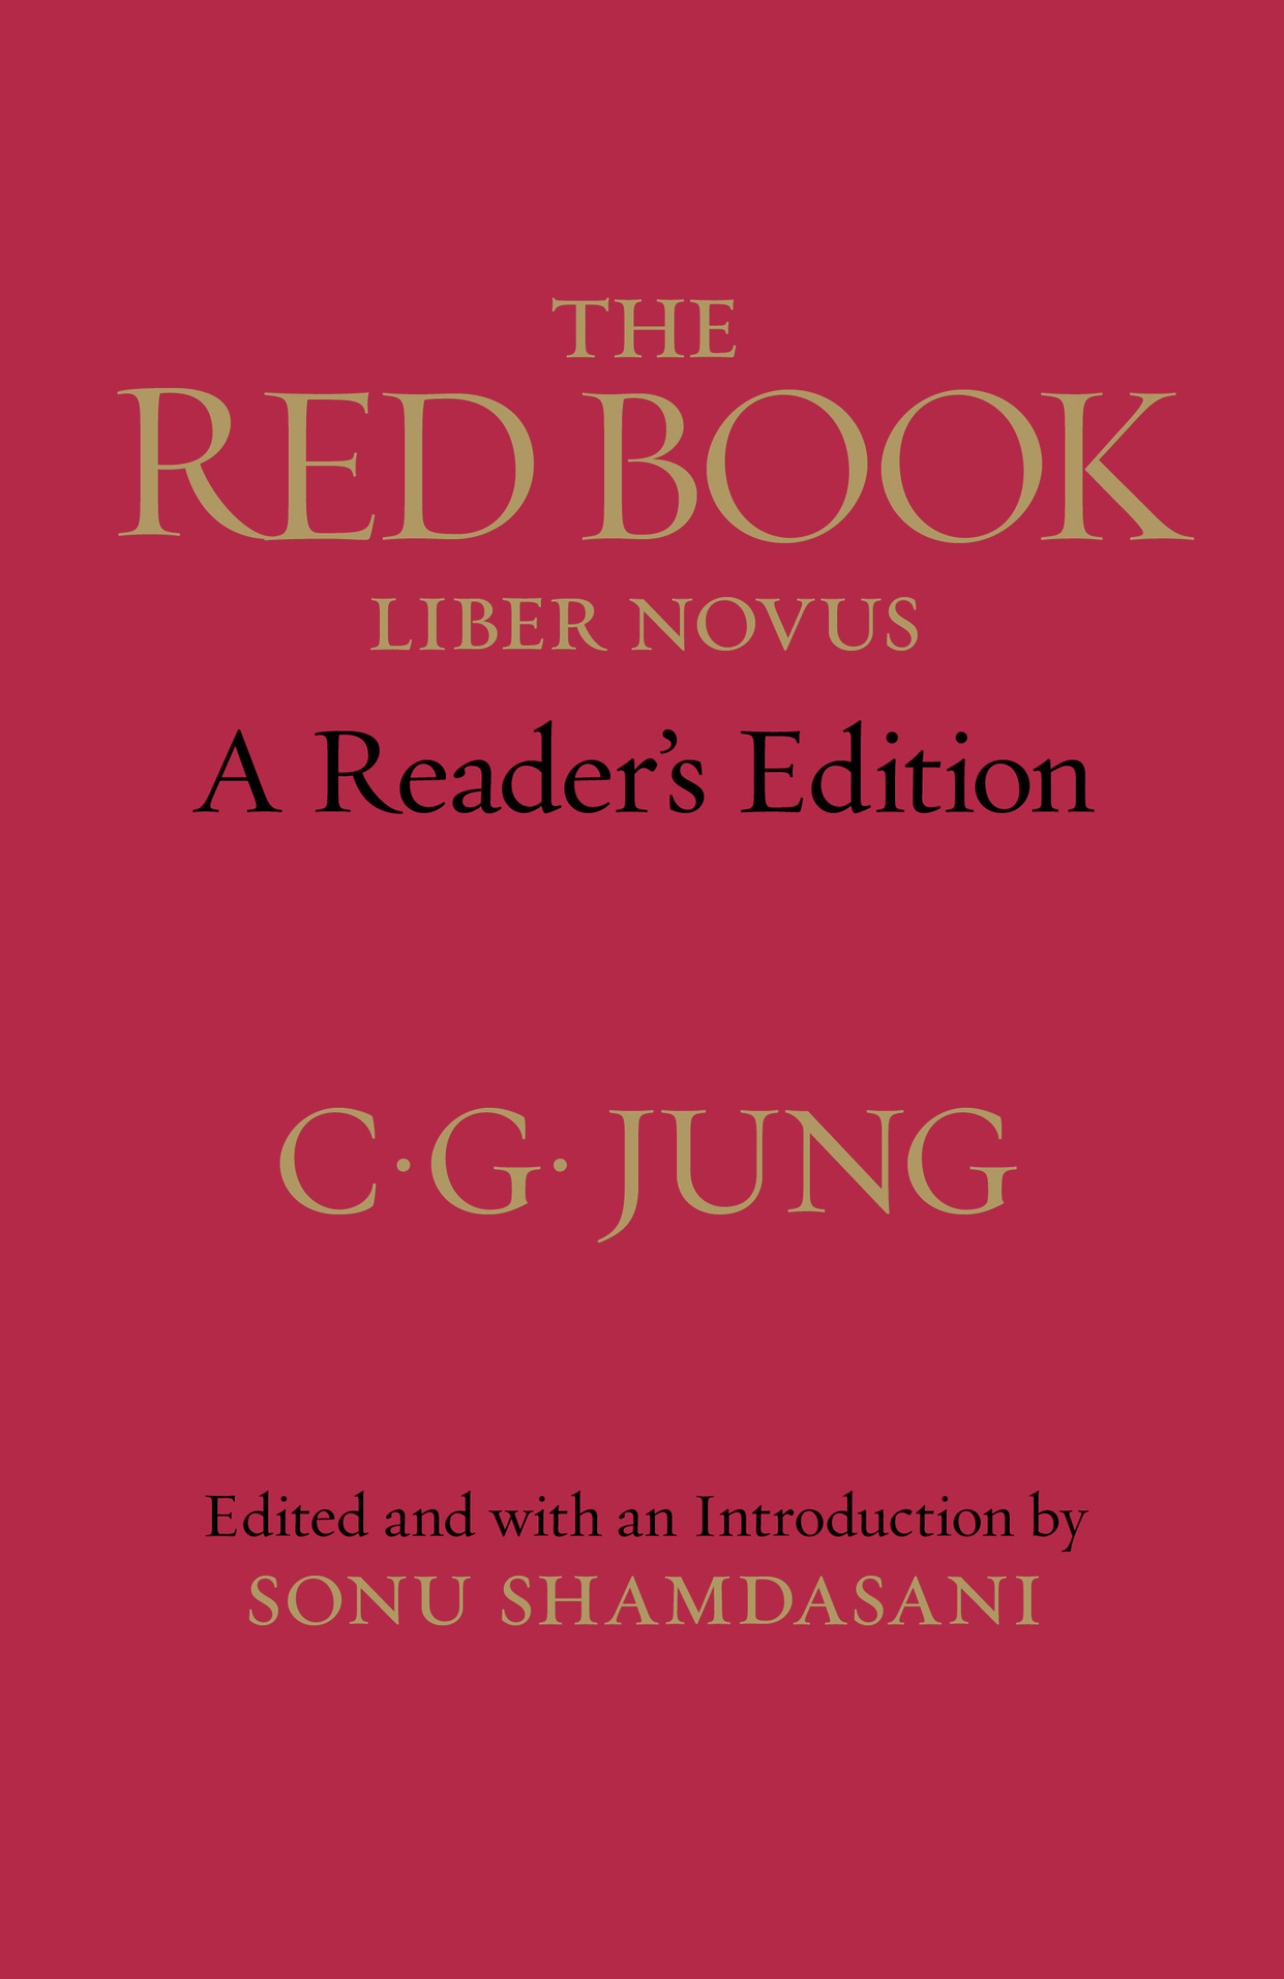 THE
RED BOOK
LIBER NOVUS
A Reader’s Edition
C·G·JUNG
Edited and with an Introduction by
SONU SHAMDASANI